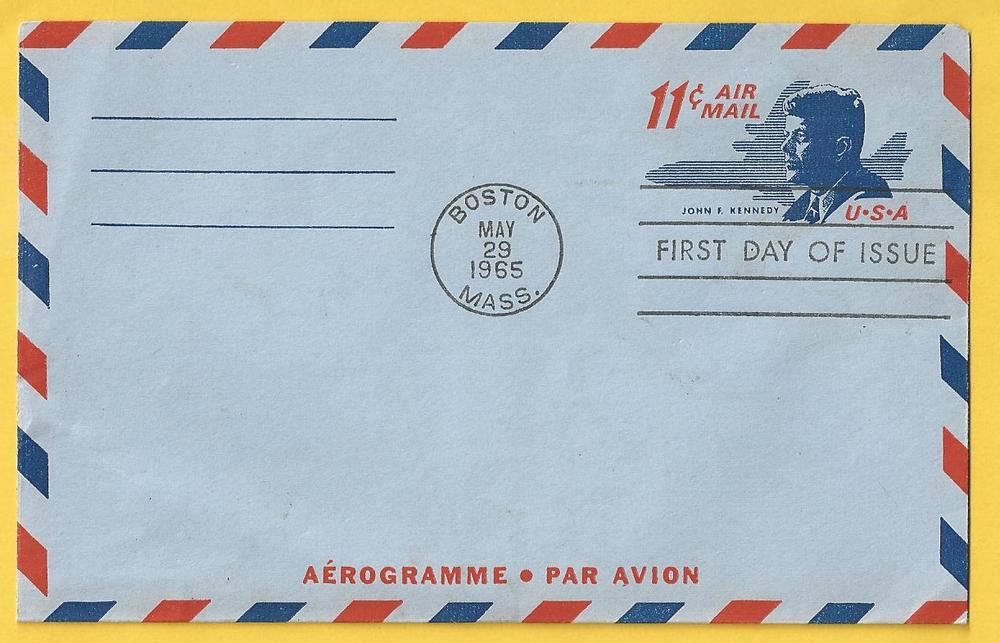 11¢ AIR MAIL
JOHN F. KENNEDY
U•S•A
BOSTON
MAY
29
1965
MASS.
FIRST DAY OF ISSUE
AÉROGRAMME • PAR AVION